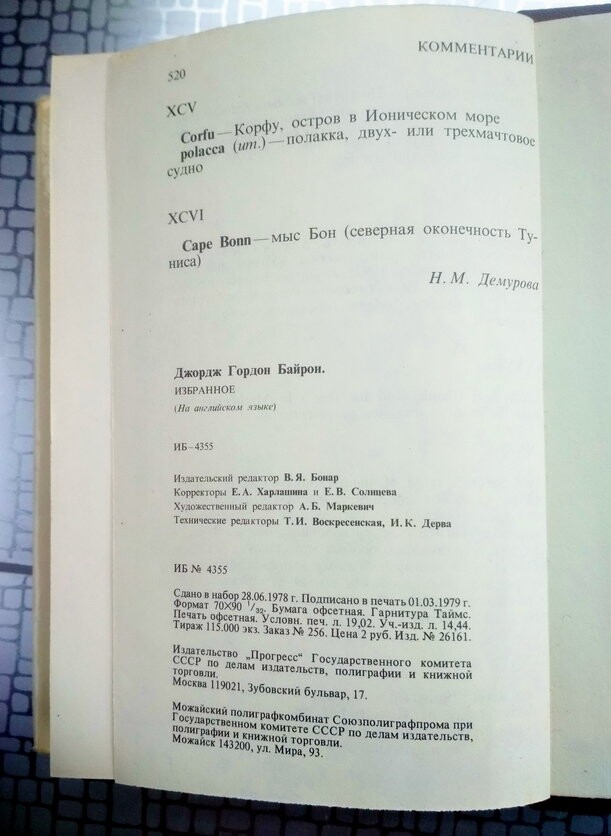 520
КОММЕНТАРИИ
XCV
Corfu — Корфу, остров в Ионическом море
polacca (ит.) — полакка, двух- или трехмачтовое
судно
XCVI
Cape Bonn — мыс Бон (северная оконечность Ту-
ниса)
Н. М. Демурова
Джордж Гордон Байрон.
ИЗБРАННОЕ
(На английском языке)
ИБ–4355
Издательский редактор В. Я. Бонар
Корректоры Е. А. Харлашина и Е. В. Солнцева
Художественный редактор А. Б. Маркевич
Технические редакторы Т. И. Воскресенская, И. К. Дерва
ИБ № 4355
Сдано в набор 28.06.1978 г. Подписано в печать 01.03.1979 г.
Формат 70×90 1/32. Бумага офсетная. Гарнитура Таймс.
Печать офсетная. Условн. печ. л. 19,02. Уч.-изд. л. 14,44.
Тираж 115.000 экз. Заказ № 256. Цена 2 руб. Изд. № 26161.
Издательство „Прогресс“ Государственного комитета
СССР по делам издательств, полиграфии и книжной
торговли.
Москва 119021, Зубовский бульвар, 17.
Можайский полиграфкомбинат Союзполиграфпрома при
Государственном комитете СССР по делам издательств,
полиграфии и книжной торговли.
Можайск 143200, ул. Мира, 93.